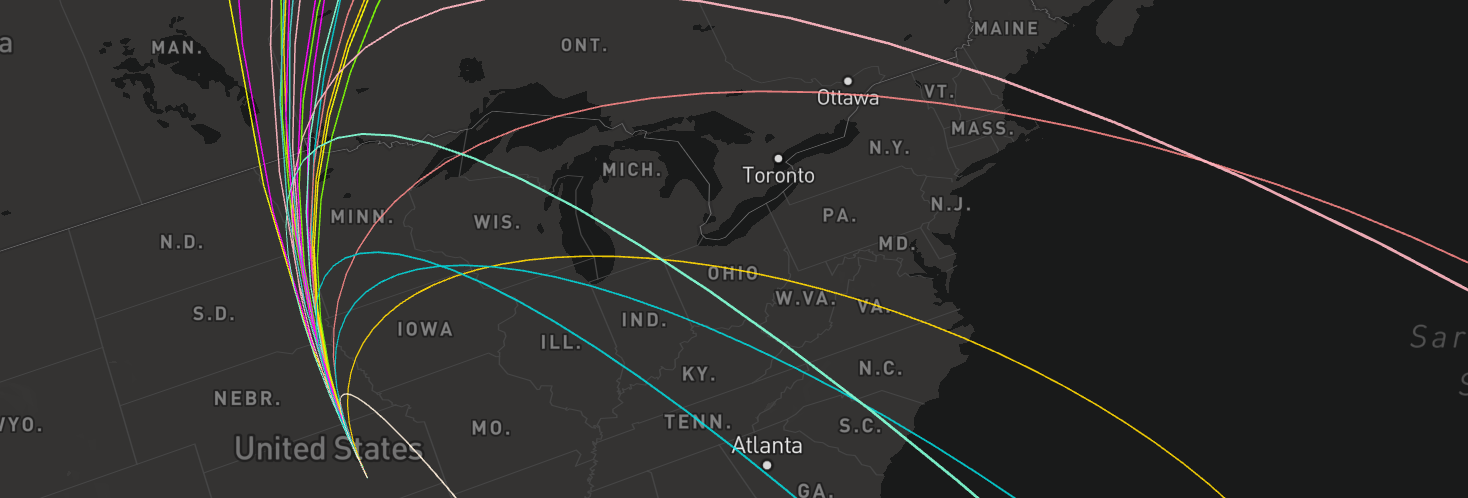 MAINE
a
MAN.
ONT.
Ottawa
VT.
MASS.
N.Y.
MICH.
Toronto
N.J.
MINN.
WIS.
PA.
N.D.
MD.
OHIO
W.VA.
VA.
S.D.
IND.
IOWA
ILL.
Sar
N.C.
KY.
NEBR.
S
TENN.
MO.
S.C.
WYO.
United States
Atlanta
GA.